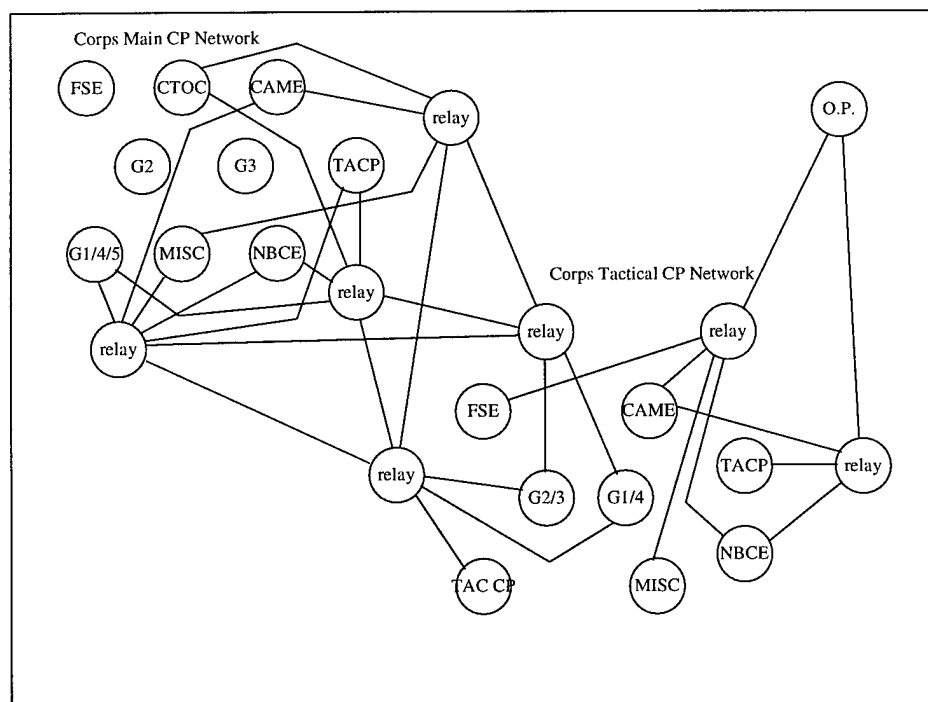 Corps Main CP Network
FSE
CTOC
CAME
relay
O.P.
G2
G3
TACP
G1/4/5
MISC
NBCE
Corps Tactical CP Network
relay
relay
relay
relay
FSE
CAME
relay
TACP
relay
G2/3
G1/4
NBCE
TAC CP
MISC